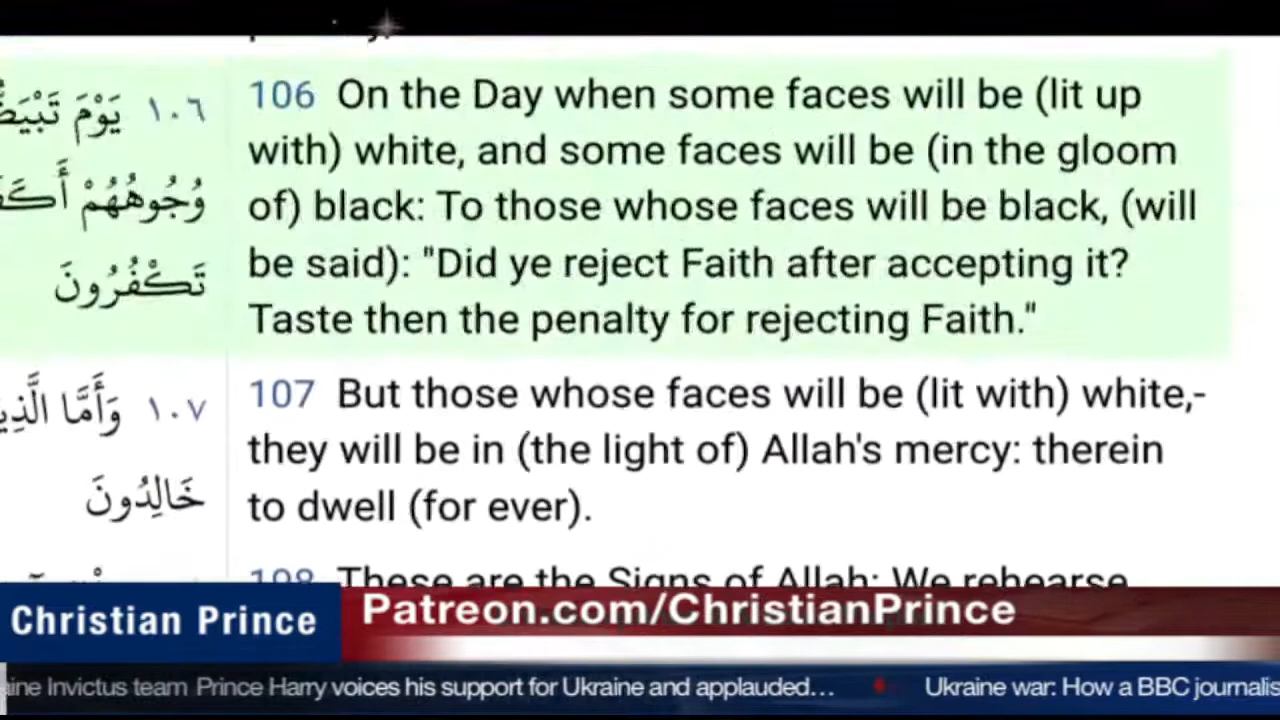 106 On the Day when some faces will be (lit up
with) white, and some faces will be (in the gloom
of) black: To those whose faces will be black, (will
be said): "Did ye reject Faith after accepting it?
Taste then the penalty for rejecting Faith."
١٠٦ يَوْمَ
وُجُوهُهُمْ
تَكْفُرُونَ
107 But those whose faces will be (lit with) white,-
they will be in (the light of) Allah's mercy: therein
to dwell (for ever).
١٠٧ وَأَمَّا
خَالِدُونَ
108 These are the Signs of Allah: We rehearse
Christian Prince
Patreon.com/ChristianPrince
Invictus team Prince Harry voices his support for Ukraine and applauded... Ukraine war: How a BBC